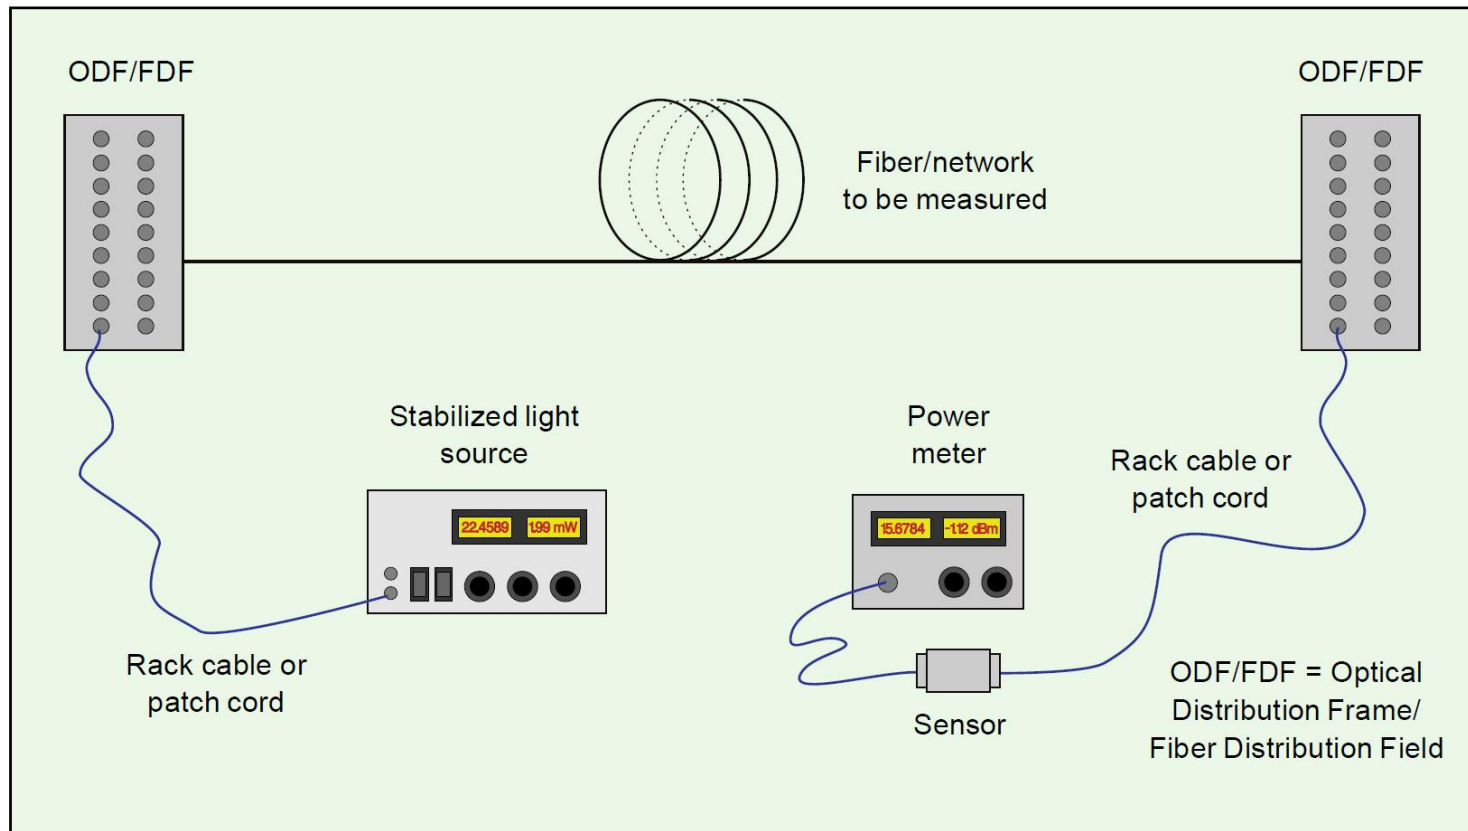 ODF/FDF
ODF/FDF
Fiber/network
to be measured
Stabilized light
source
Power
meter
Rack cable or
patch cord
22.4589 1.99 mW
15.6784 -1.12 dBm
Rack cable or
patch cord
Sensor
ODF/FDF = Optical
Distribution Frame/
Fiber Distribution Field